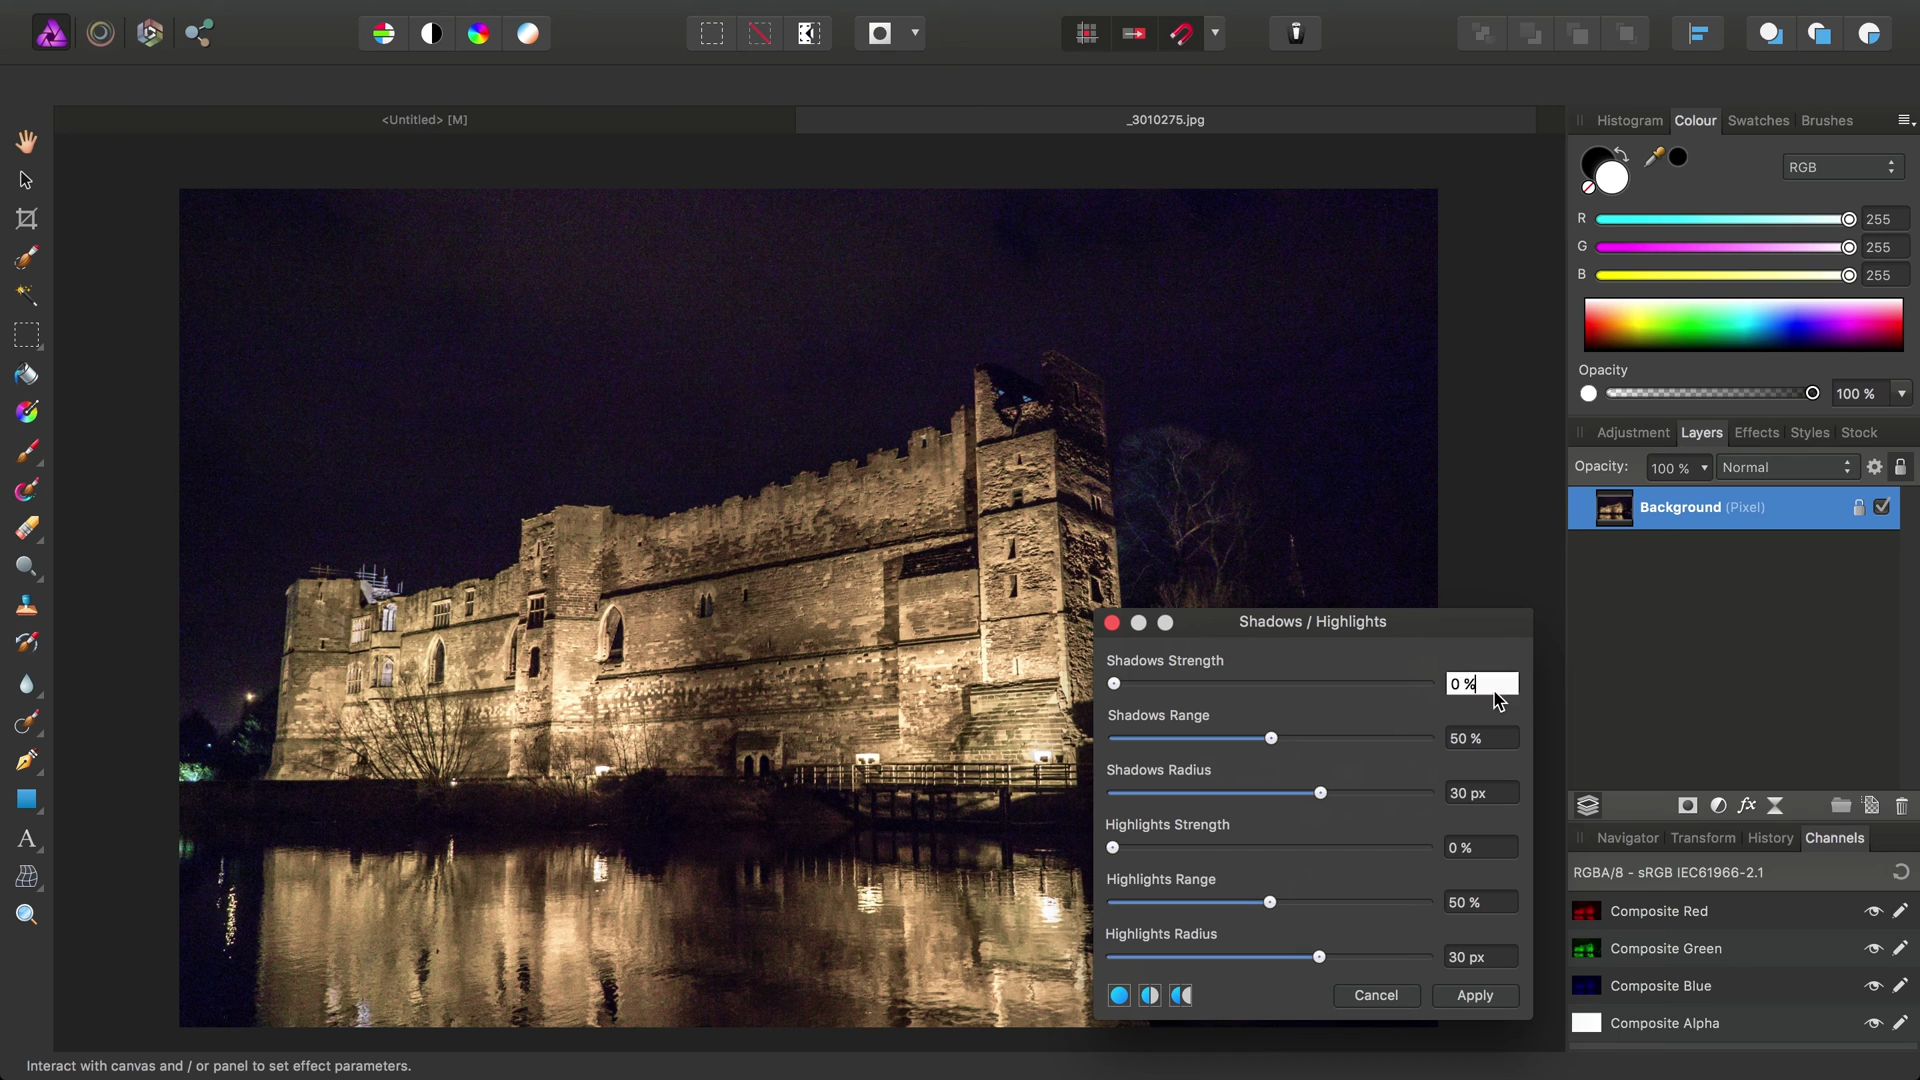 <Untitled> [M]
_3010275.jpg
Histogram Colour Swatches Brushes
RGB
R 255
G 255
B 255
Opacity
100 %
Adjustment Layers Effects Styles Stock
Opacity: 100 % Normal
Background (Pixel)
Shadows / Highlights
Shadows Strength
0 %
Shadows Range
50 %
Shadows Radius
30 px
Highlights Strength
0 %
Highlights Range
50 %
Highlights Radius
30 px
Cancel Apply
fx
Navigator Transform History Channels
RGBA/8 - sRGB IEC61966-2.1
Composite Red
Composite Green
Composite Blue
Composite Alpha
Interact with canvas and / or panel to set effect parameters.